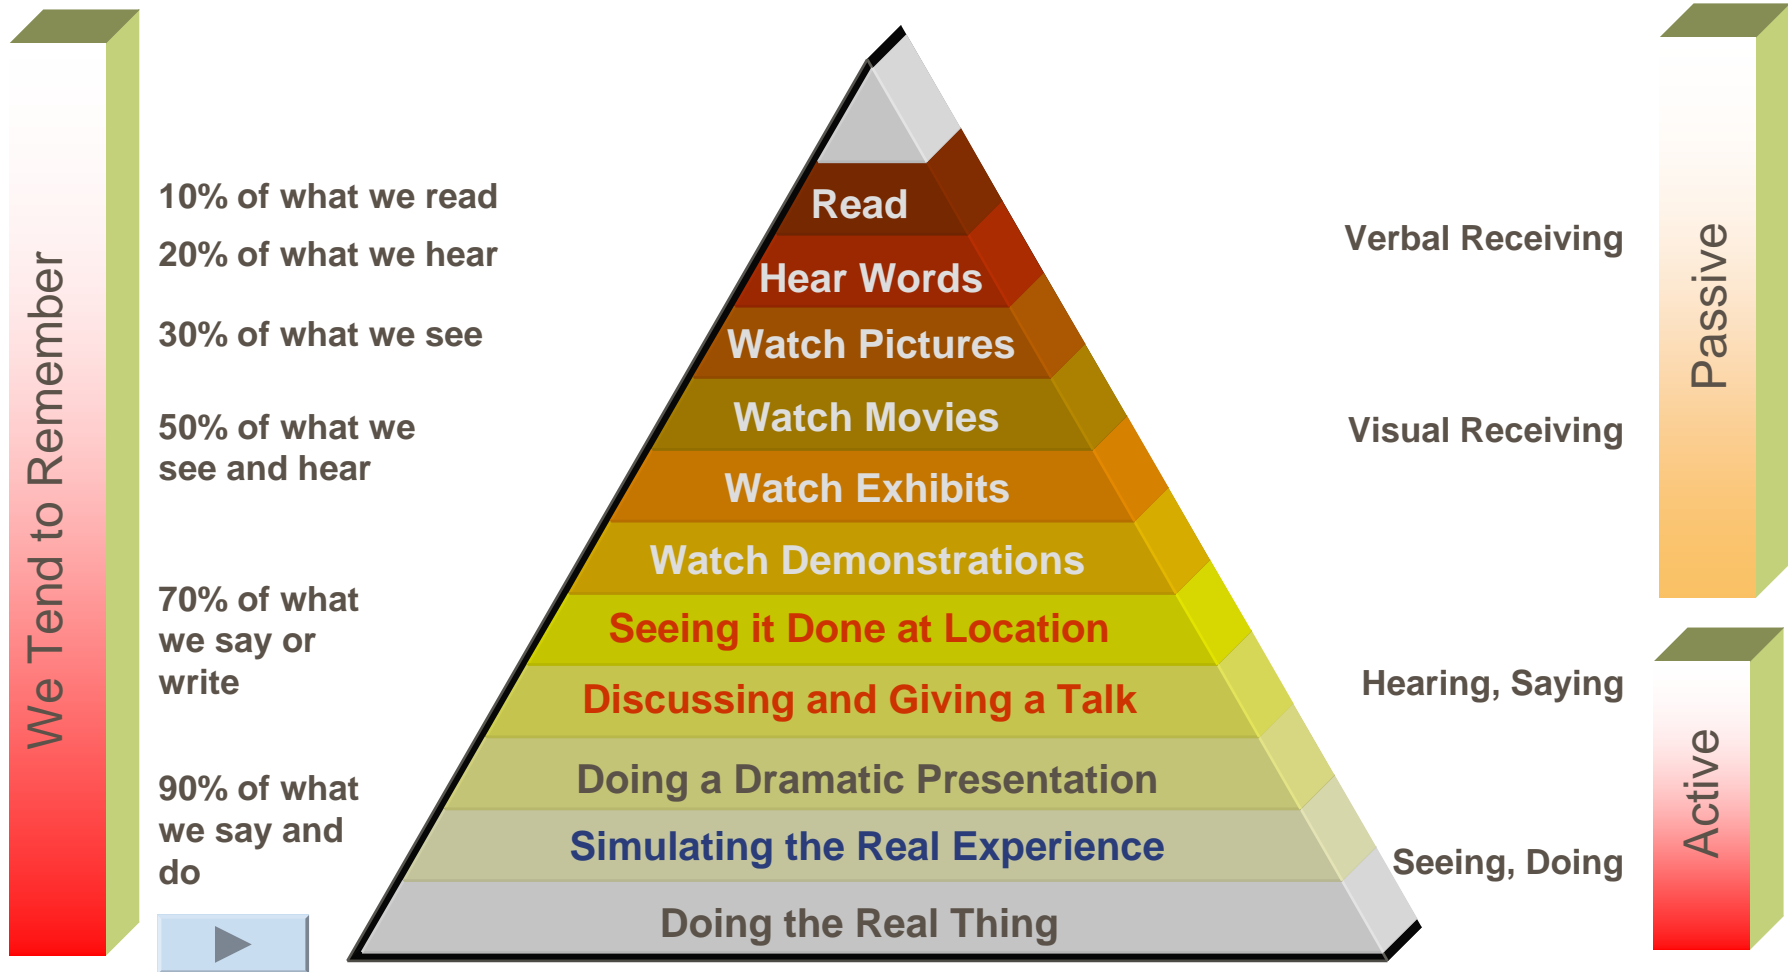 We Tend to Remember
10% of what we read
20% of what we hear
30% of what we see
50% of what we
see and hear
70% of what
we say or
write
90% of what
we say and
do
Read
Hear Words
Watch Pictures
Watch Movies
Watch Exhibits
Watch Demonstrations
Seeing it Done at Location
Discussing and Giving a Talk
Doing a Dramatic Presentation
Simulating the Real Experience
Doing the Real Thing
Verbal Receiving
Visual Receiving
Hearing, Saying
Seeing, Doing
Passive
Active